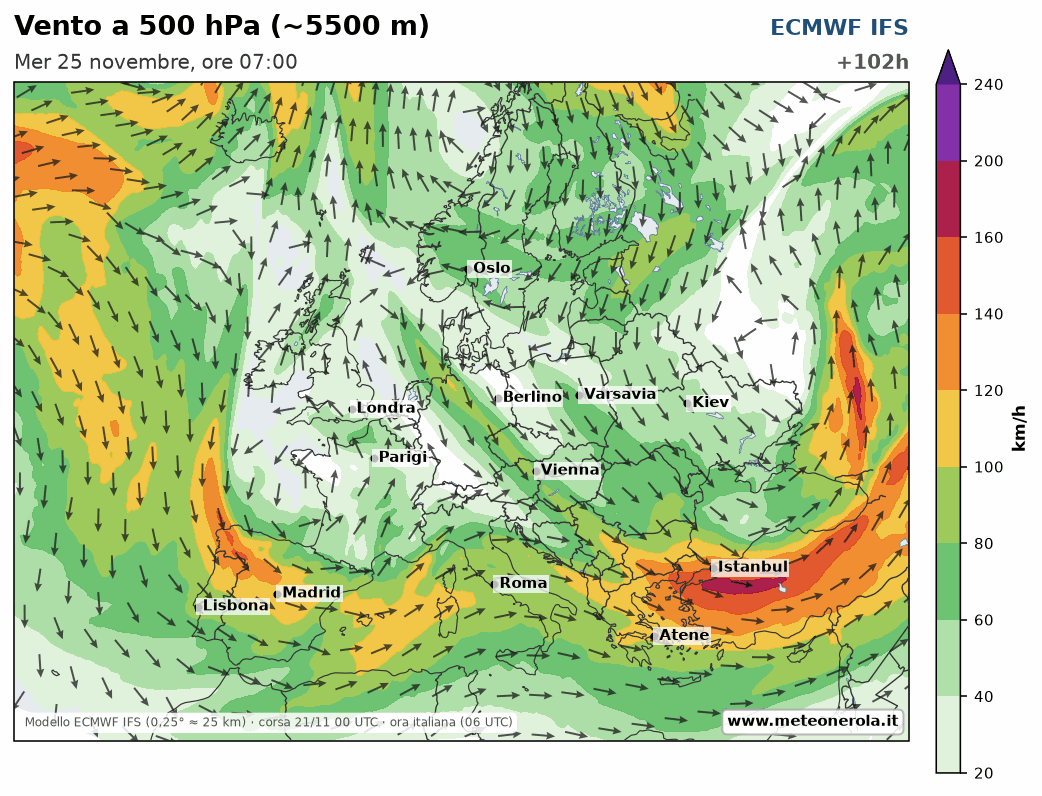 Vento a 500 hPa (~5500 m)
ECMWF IFS
Mer 25 novembre, ore 07:00
+102h
Oslo
Londra
Berlino
Varsavia
Kiev
Parigi
Vienna
Istanbul
Roma
Madrid
Lisbona
Atene
Modello ECMWF IFS (0,25° ≈ 25 km) · corsa 21/11 00 UTC · ora italiana (06 UTC)
www.meteonerola.it
240
200
160
140
120
100
80
60
40
20
km/h